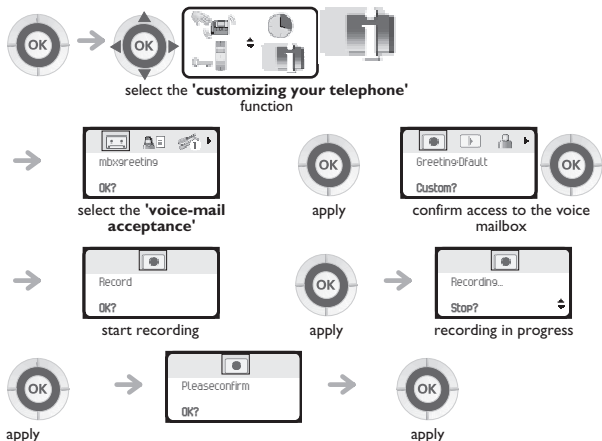 OK
OK
select the 'customizing your telephone'
function
mbxgreeting
OK?
select the 'voice-mail
acceptance'
OK
apply
Greeting:Dfault
Custom?
OK
confirm access to the voice
mailbox
Record
OK?
start recording
OK
apply
Recording...
Stop?
recording in progress
OK
apply
Pleaseconfirm
OK?
OK
apply